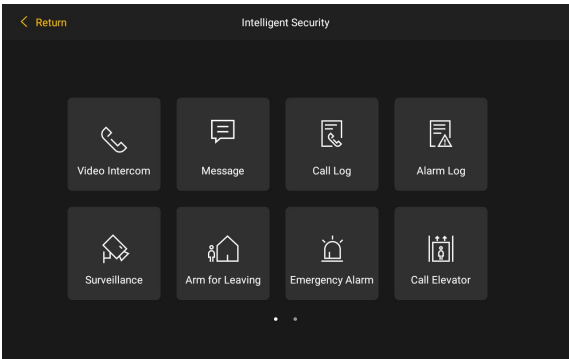 Return
Intelligent Security
Video Intercom
Message
Call Log
Alarm Log
Surveillance
Arm for Leaving
Emergency Alarm
Call Elevator